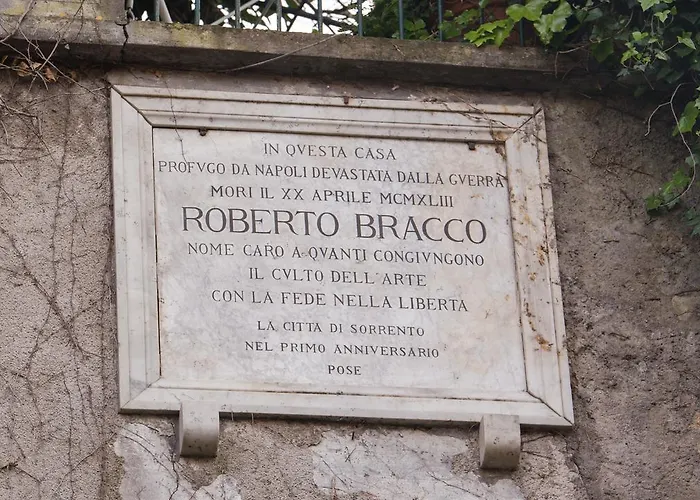 IN QVESTA CASA
PROFVGO DA NAPOLI DEVASTATA DALLA GVERRA
MORI IL XX APRILE MCMXLIII
ROBERTO BRACCO
NOME CARO A QVANTI CONGIVNGONO
IL CVLTO DELL'ARTE
CON LA FEDE NELLA LIBERTA
LA CITTA DI SORRENTO
NEL PRIMO ANNIVERSARIO
POSE